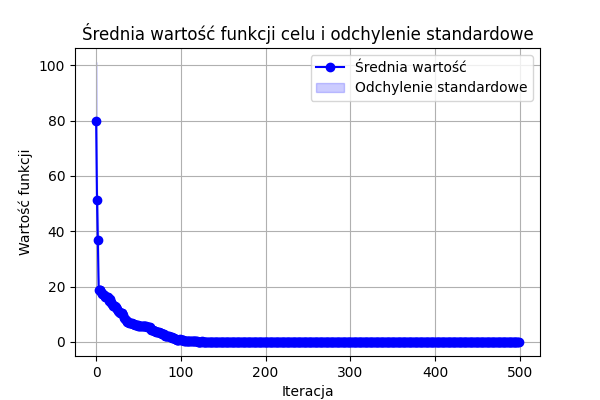 Średnia wartość funkcji celu i odchylenie standardowe
Średnia wartość
Odchylenie standardowe
Wartość funkcji
100
80
60
40
20
0
0 100 200 300 400 500
Iteracja